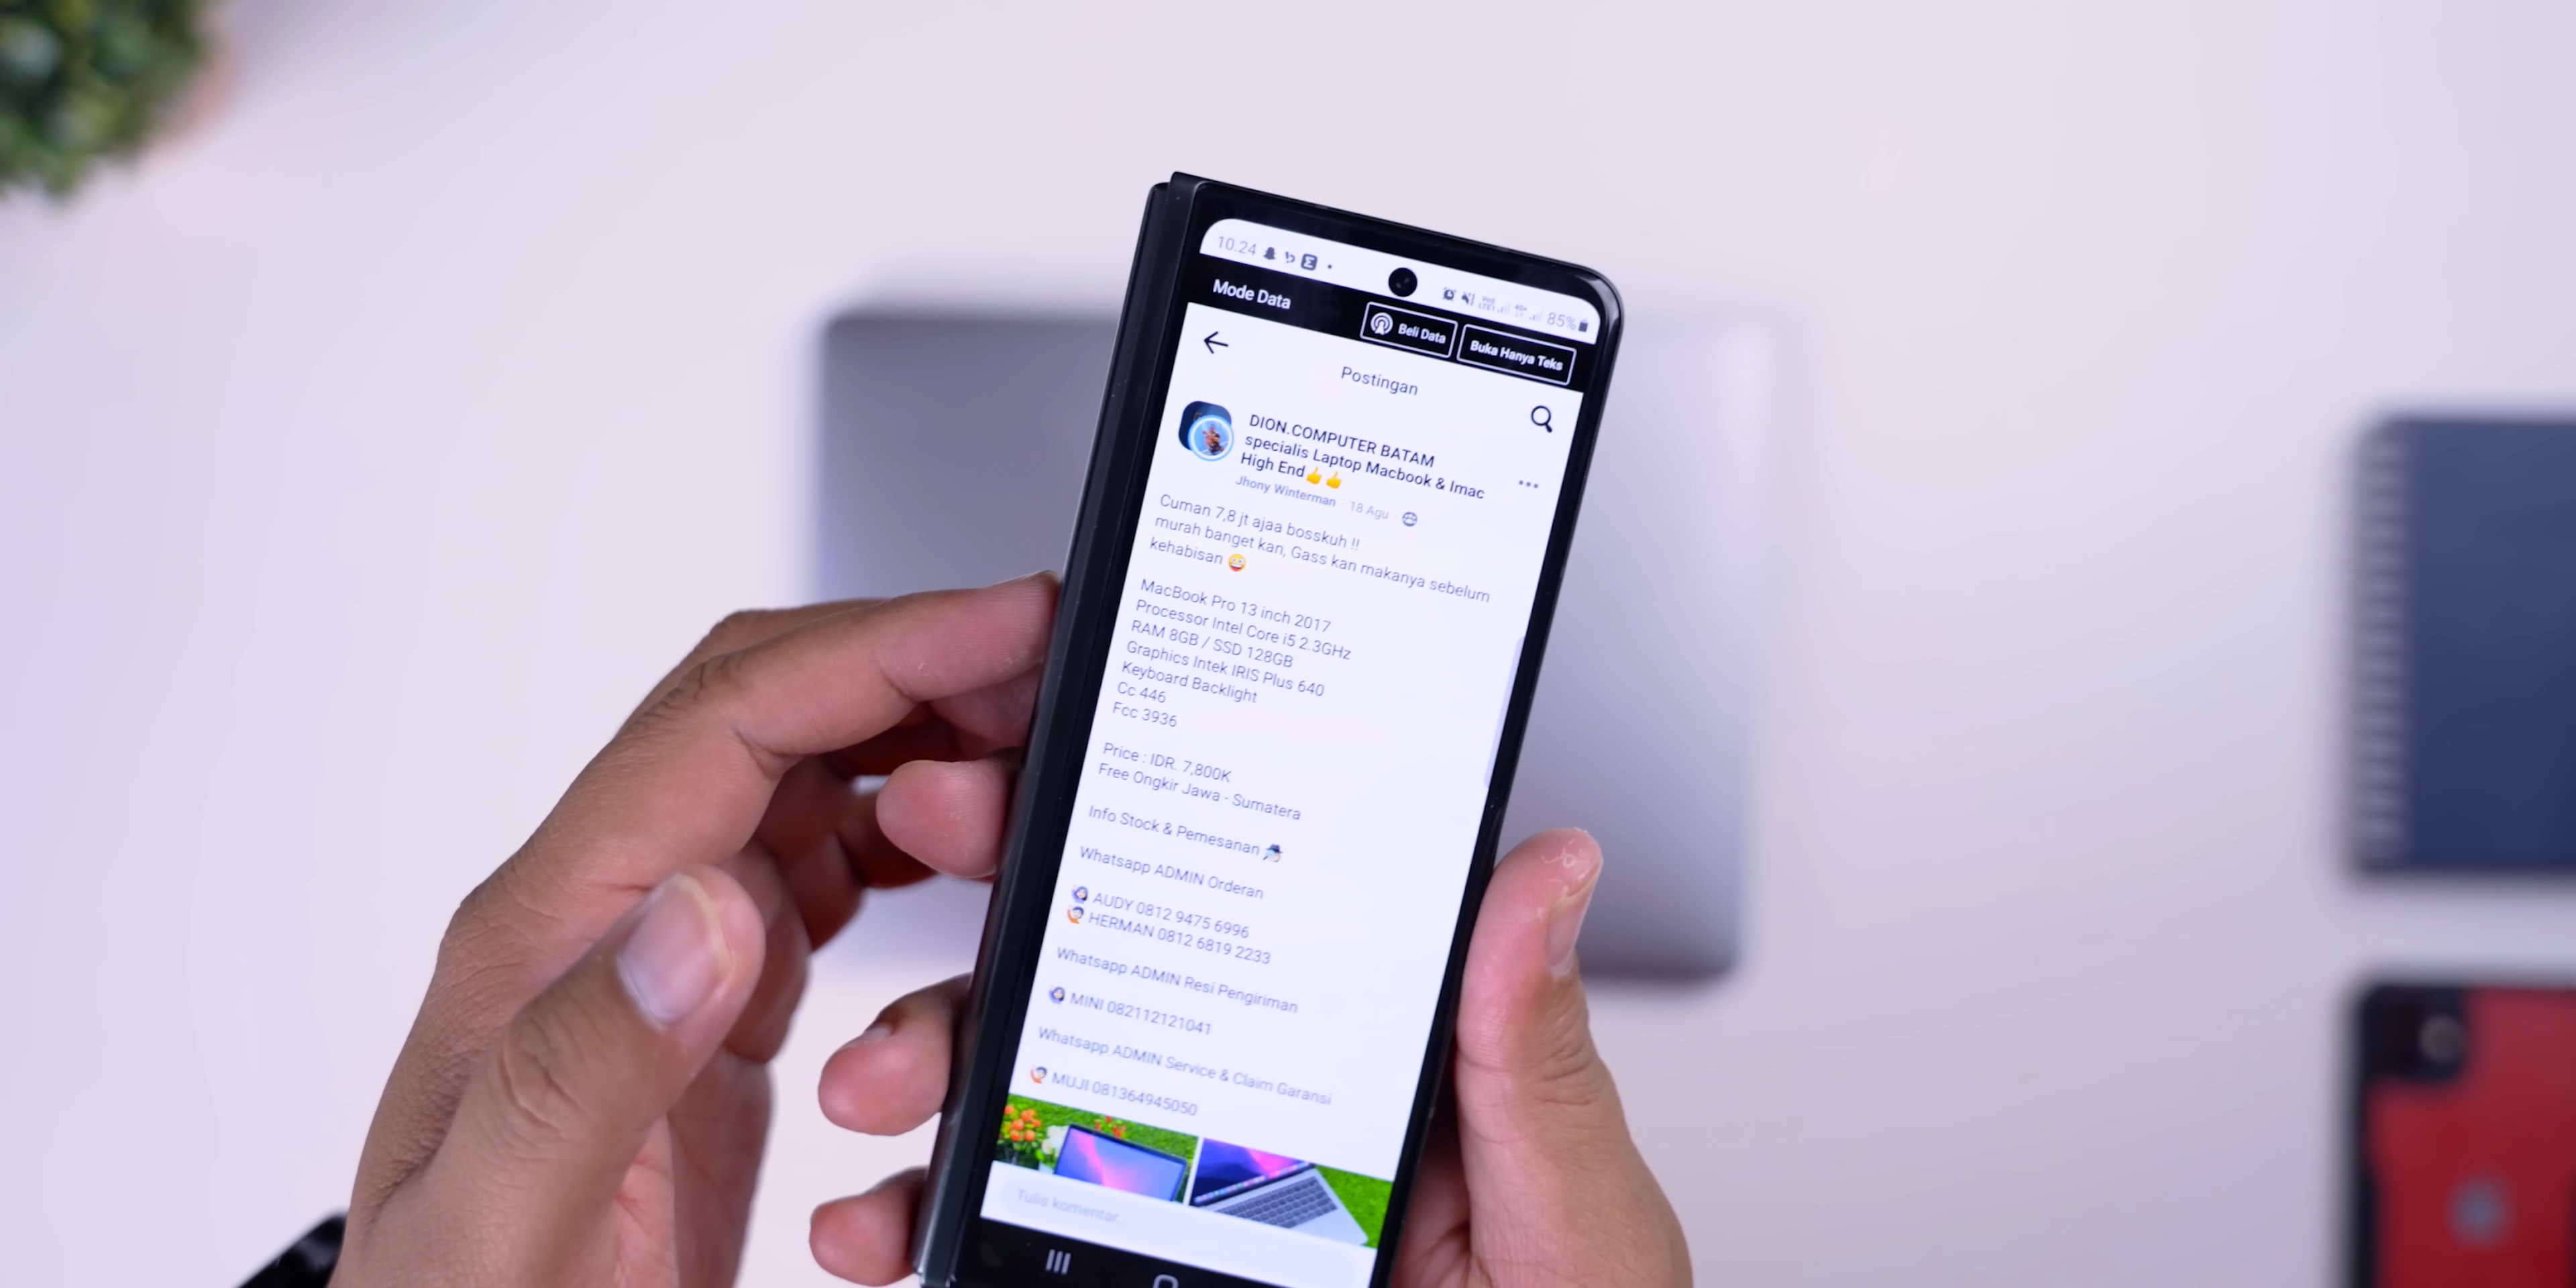 10.24
85%
Mode Data
Beli Data
Buka Hanya Teks
Postingan
DION.COMPUTER BATAM
specialis Laptop Macbook & Imac
High End👍👍
Jhony Winterman · 18 Agu ·
Cuman 7,8 jt ajaa bosskuh !!
murah banget kan, Gass kan makanya sebelum
kehabisan 😅
MacBook Pro 13 inch 2017
Processor Intel Core i5 2.3GHz
RAM 8GB / SSD 128GB
Graphics Intek IRIS Plus 640
Keyboard Backlight
Cc 446
Fcc 3936
Price : IDR. 7,800K
Free Ongkir Jawa - Sumatera
Info Stock & Pemesanan
Whatsapp ADMIN Orderan
AUDY 0812 9475 6996
HERMAN 0812 6819 2233
Whatsapp ADMIN Resi Pengiriman
MINI 082112121041
Whatsapp ADMIN Service & Claim Garansi
MUJI 081364945050
Tulis komentar...